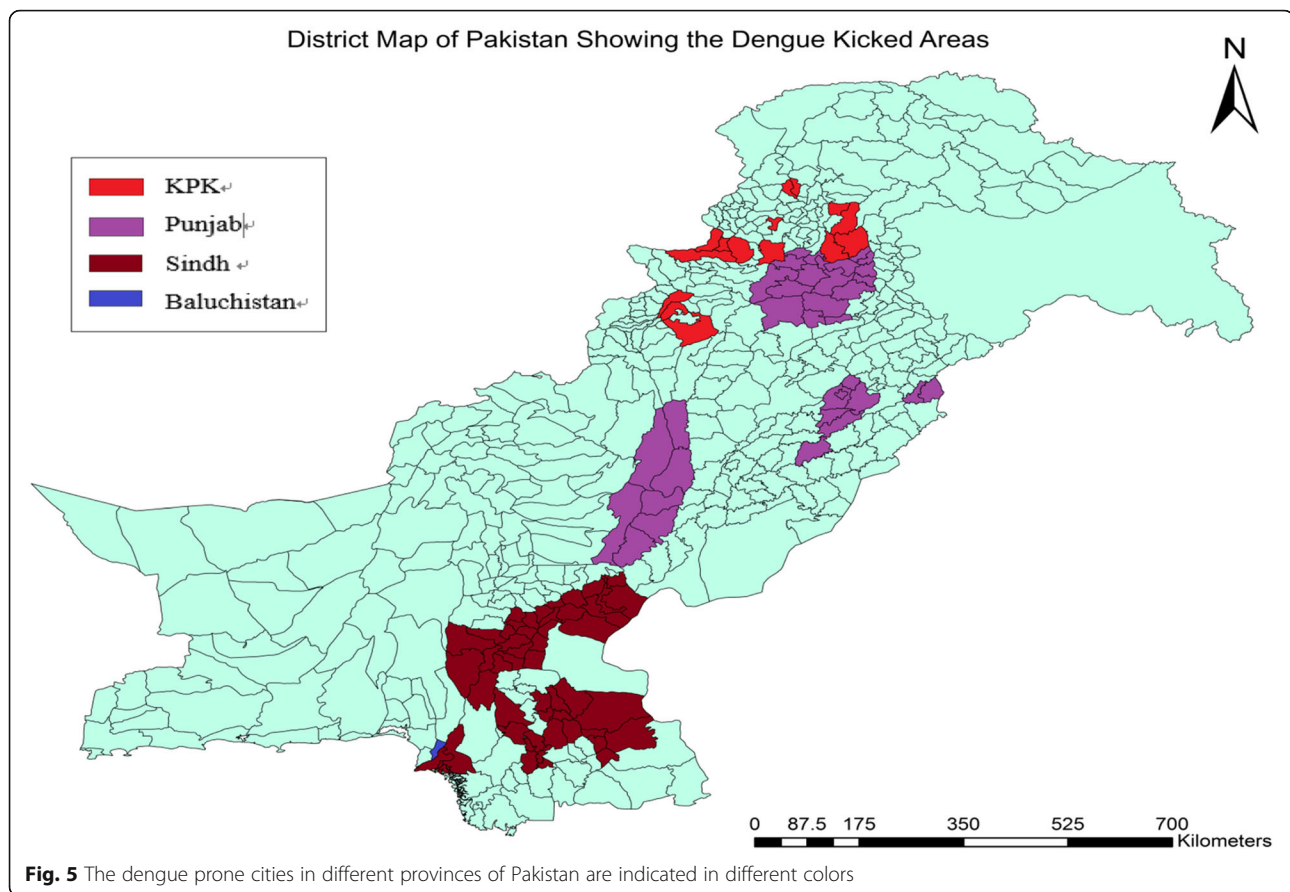 District Map of Pakistan Showing the Dengue Kicked Areas
N
KPK↵
Punjab↵
Sindh ↵
Baluchistan↵
0 87.5 175 350 525 700
Kilometers
Fig. 5 The dengue prone cities in different provinces of Pakistan are indicated in different colors